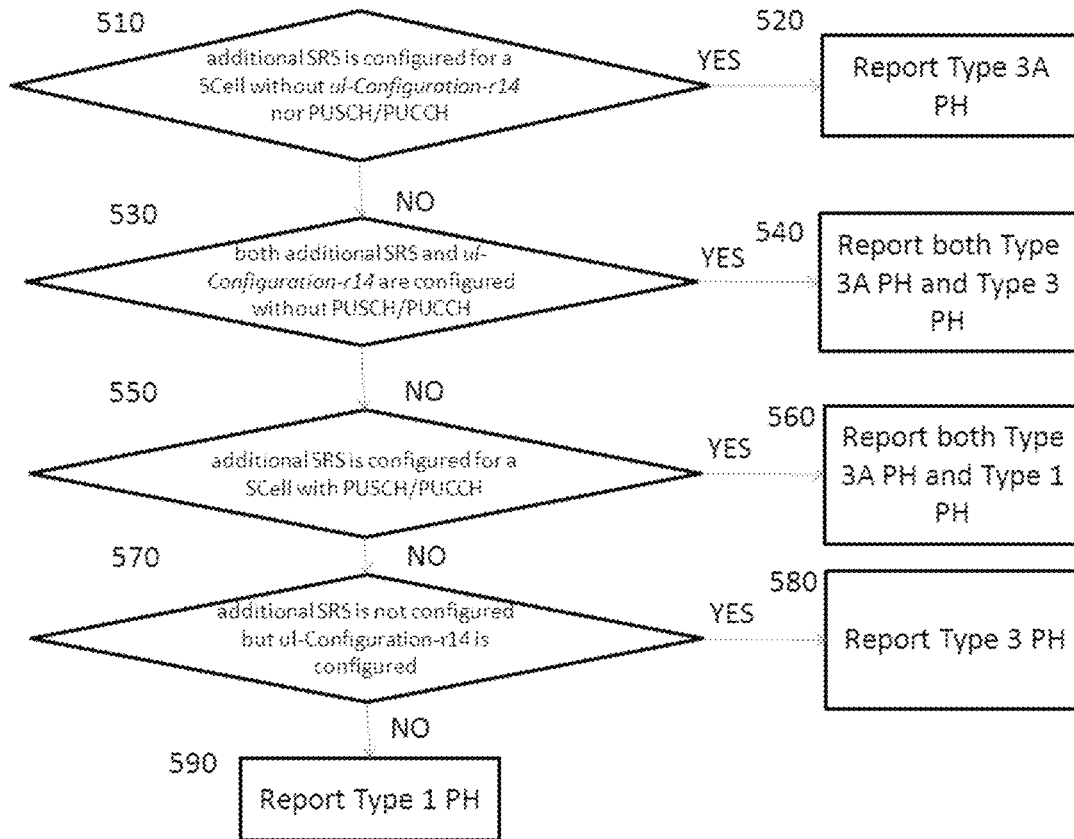 510
additional SRS is configured for a
SCell without ul-Configuration-r14
nor PUSCH/PUCCH
YES
520
Report Type 3A
PH
NO
530
both additional SRS and ul-
Configuration-r14 are configured
without PUSCH/PUCCH
YES
540
Report both Type
3A PH and Type 3
PH
NO
550
additional SRS is configured for a
SCell with PUSCH/PUCCH
YES
560
Report both Type
3A PH and Type 1
PH
NO
570
additional SRS is not configured
but ul-Configuration-r14 is
configured
YES
580
Report Type 3 PH
NO
590
Report Type 1 PH